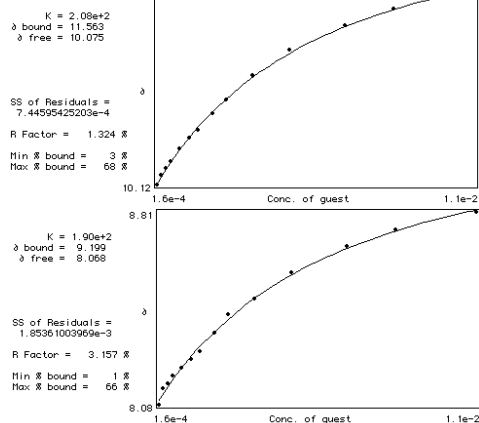 K = 2.08e+2
∂ bound = 11.563
∂ free = 10.075
∂
SS of Residuals =
7.44595425203e-4
R Factor = 1.324 %
Min % bound = 3 %
Max % bound = 68 %
10.12
1.6e-4 Conc. of guest 1.1e-2
8.81
K = 1.90e+2
∂ bound = 9.199
∂ free = 8.068
∂
SS of Residuals =
1.85361003969e-3
R Factor = 3.157 %
Min % bound = 1 %
Max % bound = 66 %
8.08
1.6e-4 Conc. of guest 1.1e-2